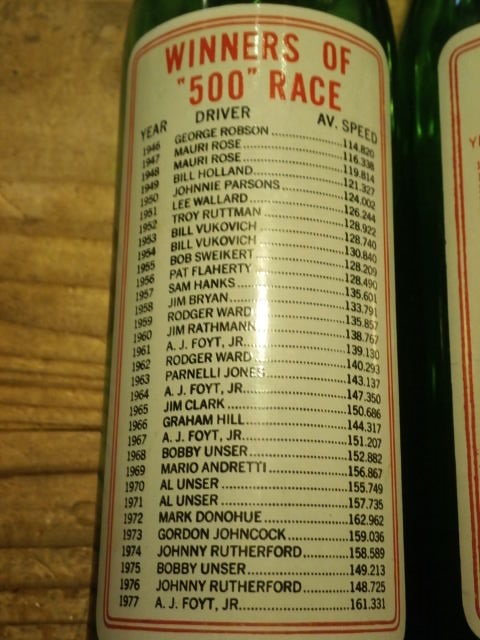 WINNERS OF
"500" RACE
YEAR DRIVER AV. SPEED
1946 GEORGE ROBSON 114.820
1947 MAURI ROSE 116.338
1948 MAURI ROSE 119.814
1949 BILL HOLLAND 121.327
1950 JOHNNIE PARSONS 124.002
1951 LEE WALLARD 126.244
1952 TROY RUTTMAN 128.922
1953 BILL VUKOVICH 128.740
1954 BILL VUKOVICH 130.840
1955 BOB SWEIKERT 128.209
1956 PAT FLAHERTY 128.490
1957 SAM HANKS 135.601
1958 JIM BRYAN 133.791
1959 RODGER WARD 135.857
1960 JIM RATHMANN 138.767
1961 A. J. FOYT, JR. 139.130
1962 RODGER WARD 140.293
1963 PARNELLI JONES 143.137
1964 A. J. FOYT, JR. 147.350
1965 JIM CLARK 150.686
1966 GRAHAM HILL 144.317
1967 A. J. FOYT, JR. 151.207
1968 BOBBY UNSER 152.882
1969 MARIO ANDRETTI 156.867
1970 AL UNSER 155.749
1971 AL UNSER 157.735
1972 MARK DONOHUE 162.962
1973 GORDON JOHNCOCK 159.036
1974 JOHNNY RUTHERFORD 158.589
1975 BOBBY UNSER 149.213
1976 JOHNNY RUTHERFORD 148.725
1977 A. J. FOYT, JR. 161.331